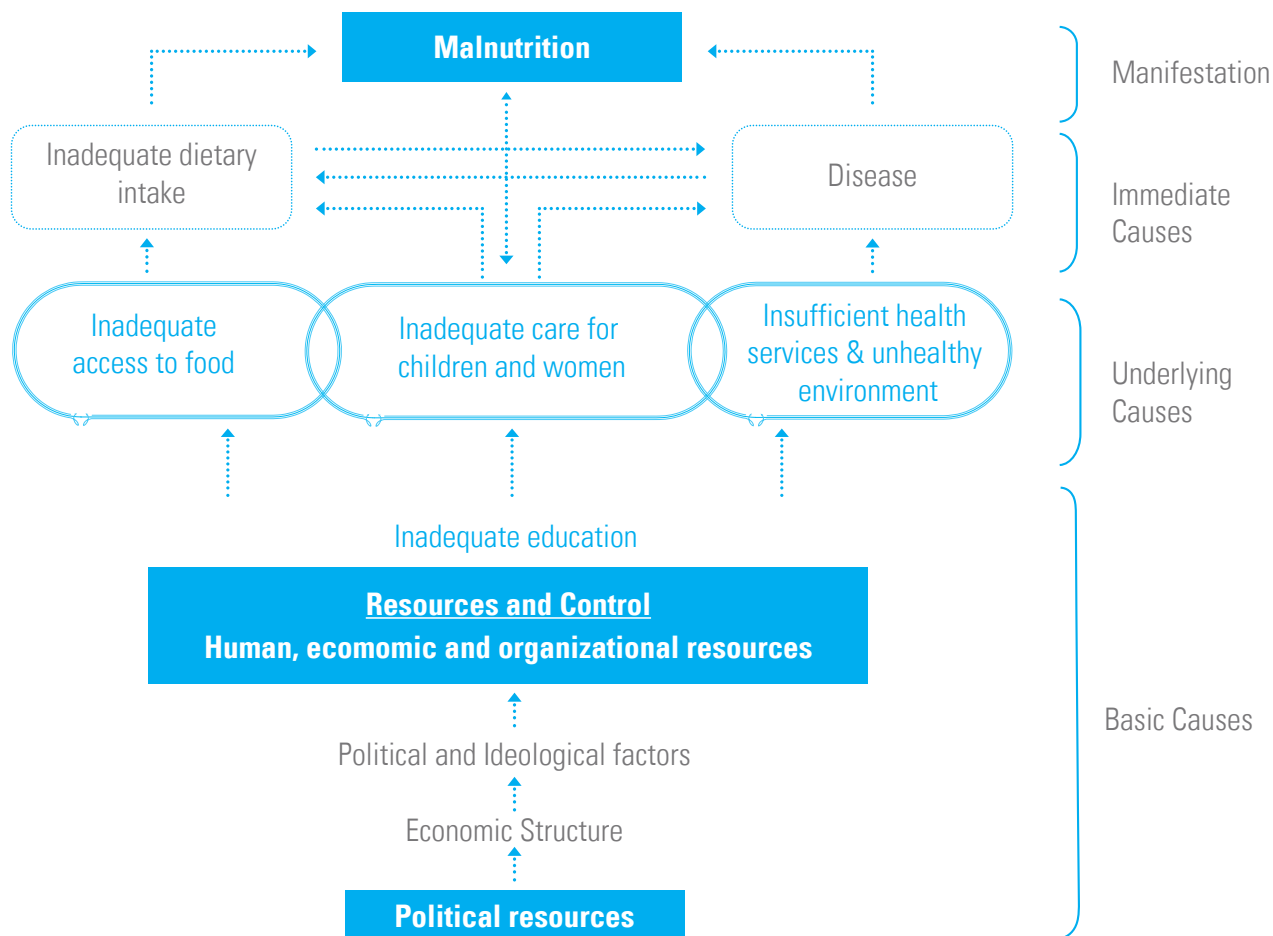 Malnutrition
Manifestation
Inadequate dietary
intake
Disease
Immediate
Causes
Inadequate
access to food
Inadequate care for
children and women
Insufficient health
services & unhealthy
environment
Underlying
Causes
Inadequate education
Resources and Control
Human, ecomomic and organizational resources
Basic Causes
Political and Ideological factors
Economic Structure
Political resources